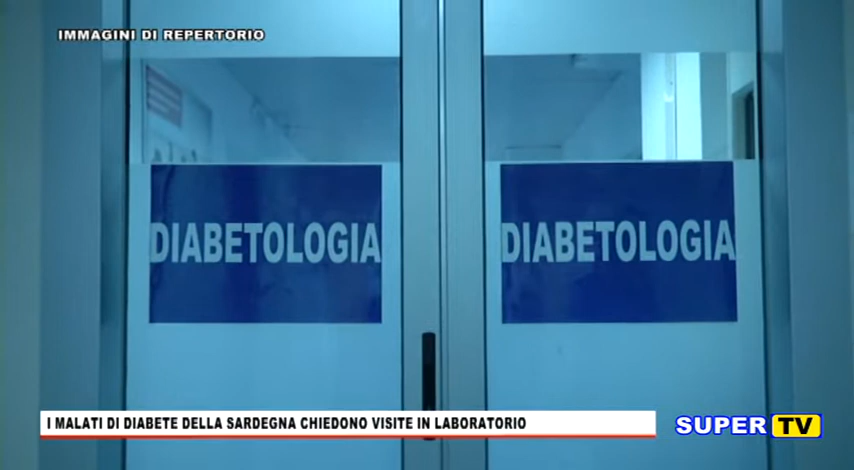 IMMAGINI DI REPERTORIO
DIABETOLOGIA
DIABETOLOGIA
I MALATI DI DIABETE DELLA SARDEGNA CHIEDONO VISITE IN LABORATORIO
SUPER TV